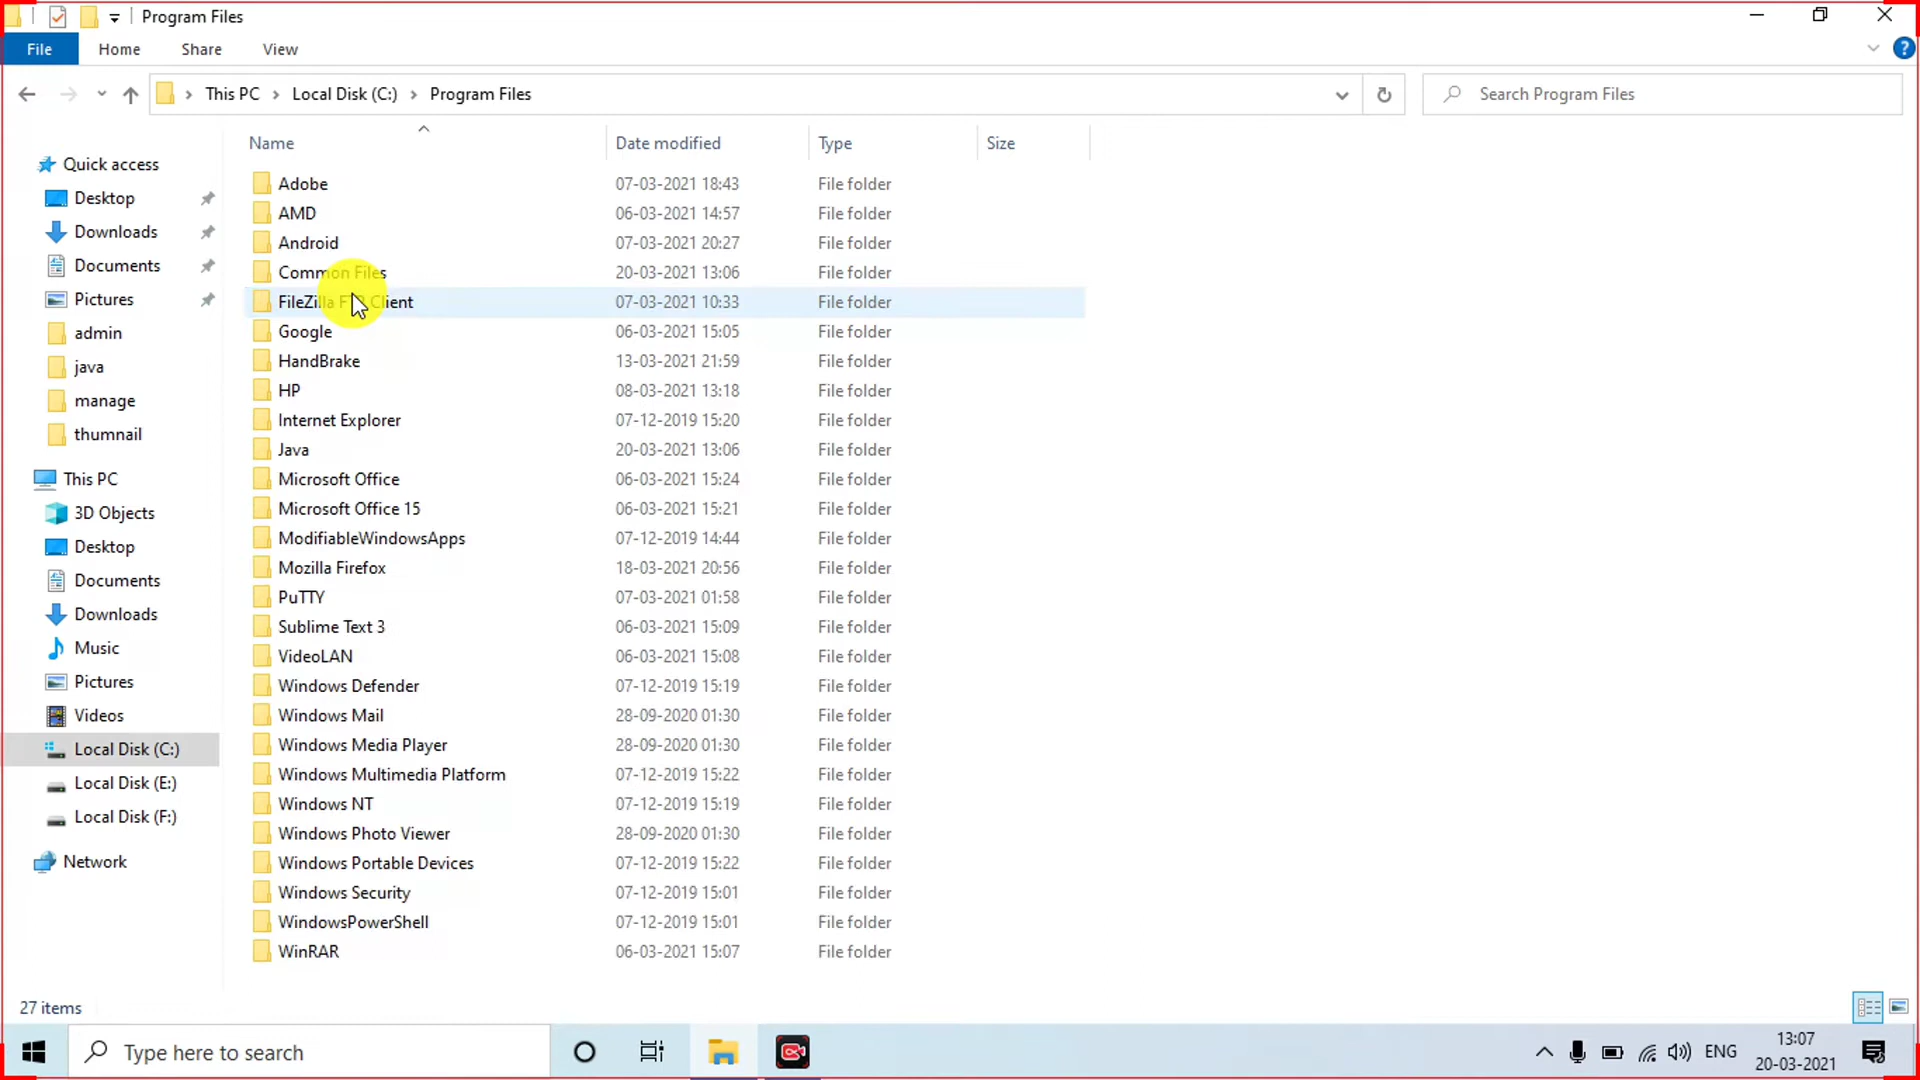 Program Files
File Home Share View
This PC Local Disk (C:) Program Files Search Program Files
Name Date modified Type Size
Quick access
Desktop
Downloads
Documents
Pictures
admin
java
manage
thumnail
This PC
3D Objects
Desktop
Documents
Downloads
Music
Pictures
Videos
Local Disk (C:)
Local Disk (E:)
Local Disk (F:)
Network
Adobe 07-03-2021 18:43 File folder
AMD 06-03-2021 14:57 File folder
Android 07-03-2021 20:27 File folder
Common Files 20-03-2021 13:06 File folder
FileZilla FTP Client 07-03-2021 10:33 File folder
Google 06-03-2021 15:05 File folder
HandBrake 13-03-2021 21:59 File folder
HP 08-03-2021 13:18 File folder
Internet Explorer 07-12-2019 15:20 File folder
Java 20-03-2021 13:06 File folder
Microsoft Office 06-03-2021 15:24 File folder
Microsoft Office 15 06-03-2021 15:21 File folder
ModifiableWindowsApps 07-12-2019 14:44 File folder
Mozilla Firefox 18-03-2021 20:56 File folder
PuTTY 07-03-2021 01:58 File folder
Sublime Text 3 06-03-2021 15:09 File folder
VideoLAN 06-03-2021 15:08 File folder
Windows Defender 07-12-2019 15:19 File folder
Windows Mail 28-09-2020 01:30 File folder
Windows Media Player 28-09-2020 01:30 File folder
Windows Multimedia Platform 07-12-2019 15:22 File folder
Windows NT 07-12-2019 15:19 File folder
Windows Photo Viewer 28-09-2020 01:30 File folder
Windows Portable Devices 07-12-2019 15:22 File folder
Windows Security 07-12-2019 15:01 File folder
WindowsPowerShell 07-12-2019 15:01 File folder
WinRAR 06-03-2021 15:07 File folder
27 items
Type here to search
ENG
13:07
20-03-2021